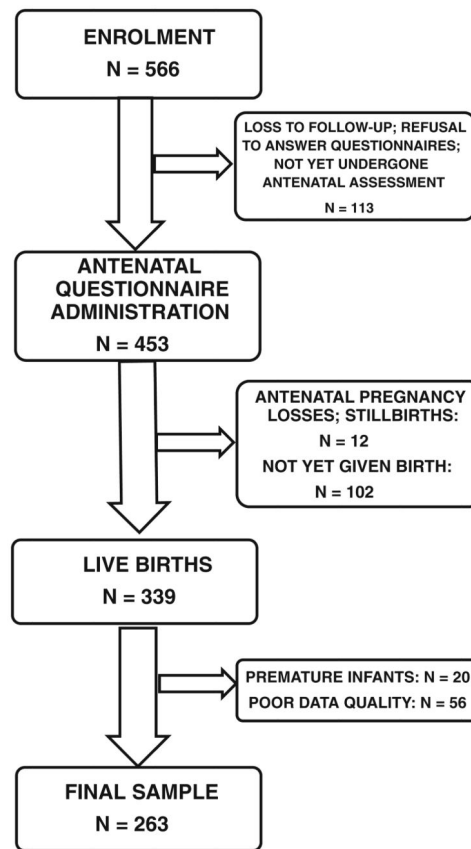 ENROLMENT
N = 566
LOSS TO FOLLOW-UP; REFUSAL
TO ANSWER QUESTIONNAIRES;
NOT YET UNDERGONE
ANTENATAL ASSESSMENT
N = 113
ANTENATAL
QUESTIONNAIRE
ADMINISTRATION
N = 453
ANTENATAL PREGNANCY
LOSSES; STILLBIRTHS:
N = 12
NOT YET GIVEN BIRTH:
N = 102
LIVE BIRTHS
N = 339
PREMATURE INFANTS: N = 20
POOR DATA QUALITY: N = 56
FINAL SAMPLE
N = 263